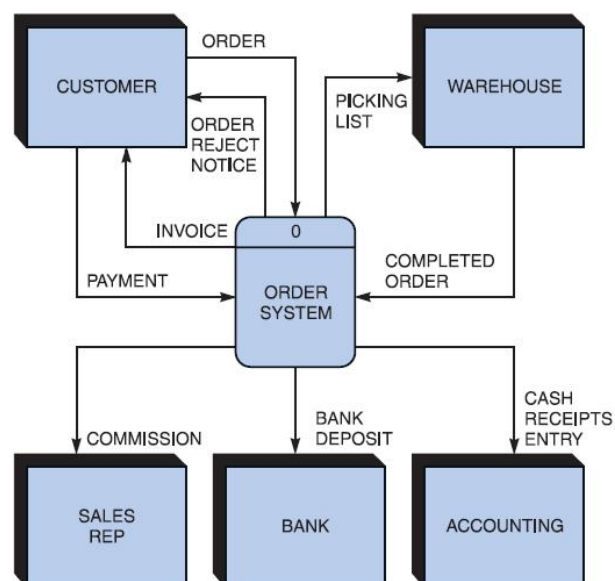 ORDER
CUSTOMER
WAREHOUSE
PICKING
LIST
ORDER
REJECT
NOTICE
INVOICE
0
PAYMENT
ORDER
SYSTEM
COMPLETED
ORDER
COMMISSION
BANK
DEPOSIT
CASH
RECEIPTS
ENTRY
SALES
REP
BANK
ACCOUNTING